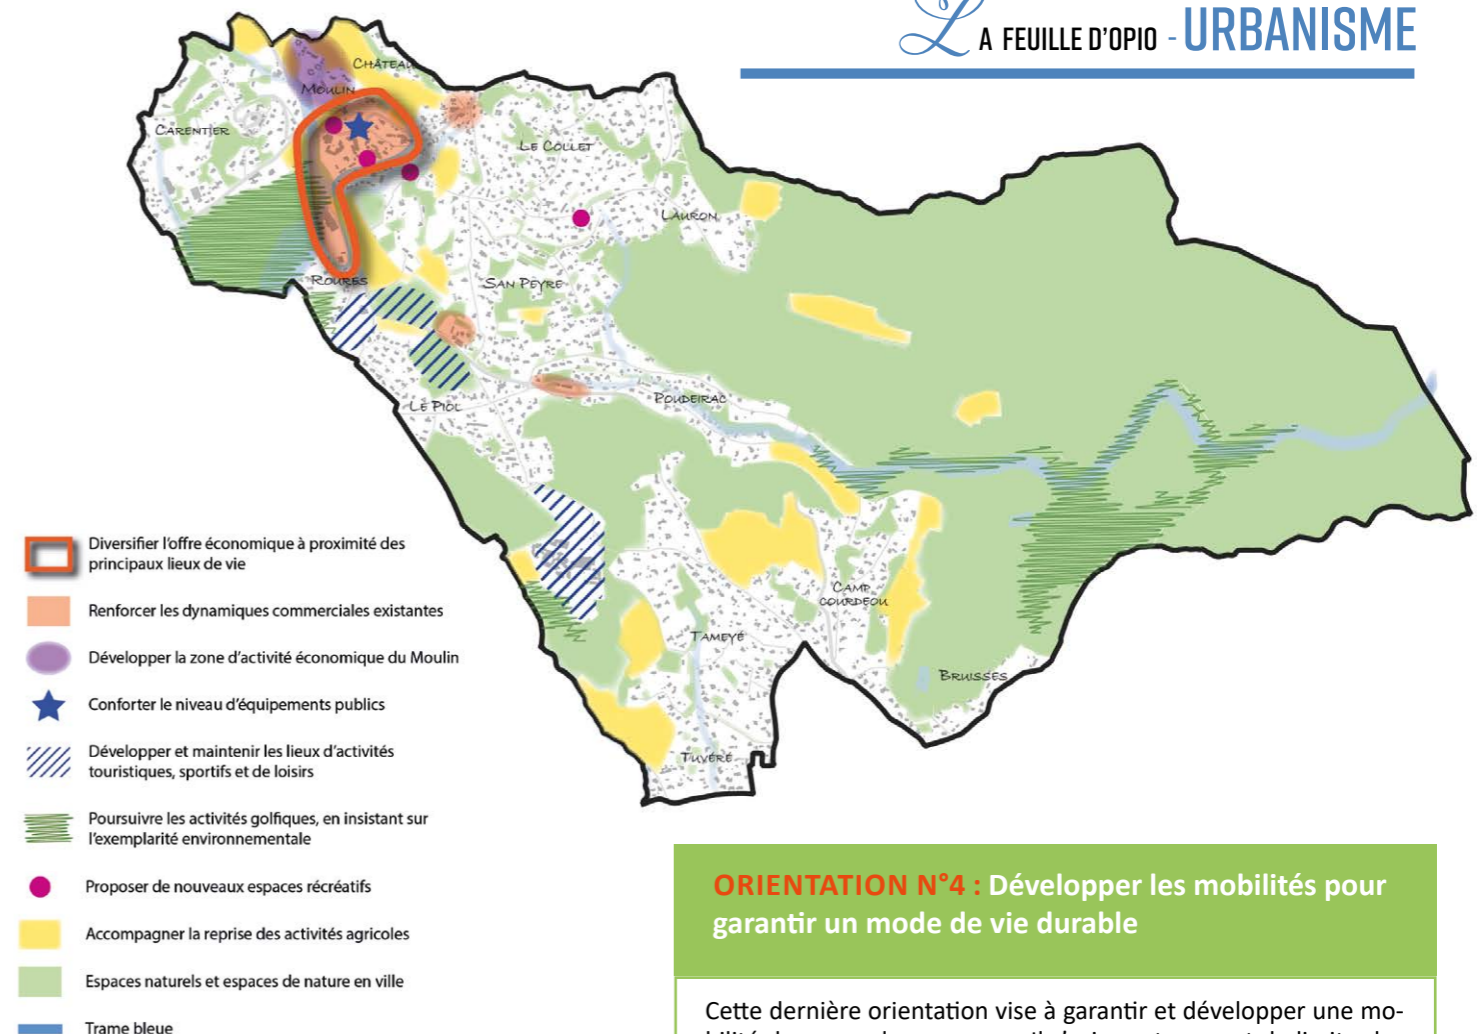 LA FEUILLE D'OPIO - URBANISME
CHÂTEAU
MOULIN
CARENTIER
LE COLLET
LAURON
ROURES
SAN PEYRE
LE PIOL
POUDEIRAC
CAMP
COURDEOU
TAMEYÉ
BRUISSES
TUVÉRÉ
Diversifier l'offre économique à proximité des
principaux lieux de vie
Renforcer les dynamiques commerciales existantes
Développer la zone d'activité économique du Moulin
Conforter le niveau d'équipements publics
Développer et maintenir les lieux d'activités
touristiques, sportifs et de loisirs
Poursuivre les activités golfiques, en insistant sur
l'exemplarité environnementale
Proposer de nouveaux espaces récréatifs
Accompagner la reprise des activités agricoles
Espaces naturels et espaces de nature en ville
Trame bleue
ORIENTATION N°4 : Développer les mobilités pour
garantir un mode de vie durable
Cette dernière orientation vise à garantir et développer une mo-